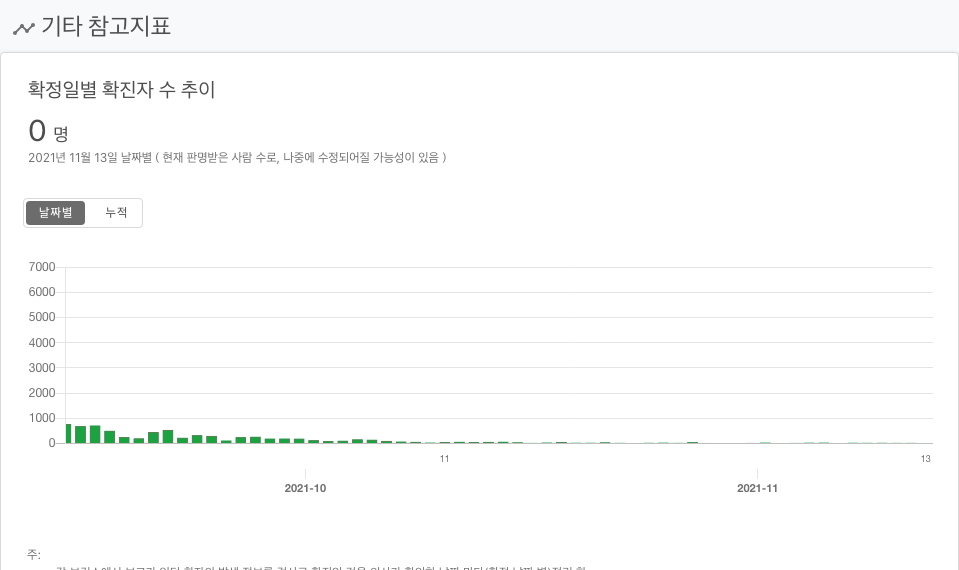 기타 참고지표
확정일별 확진자 수 추이
0 명
2021년 11월 13일 날짜별 ( 현재 판명받은 사람 수로, 나중에 수정되어질 가능성이 있음 )
날짜별 누적
7000
6000
5000
4000
3000
2000
1000
0
11 13
2021-10 2021-11
주: